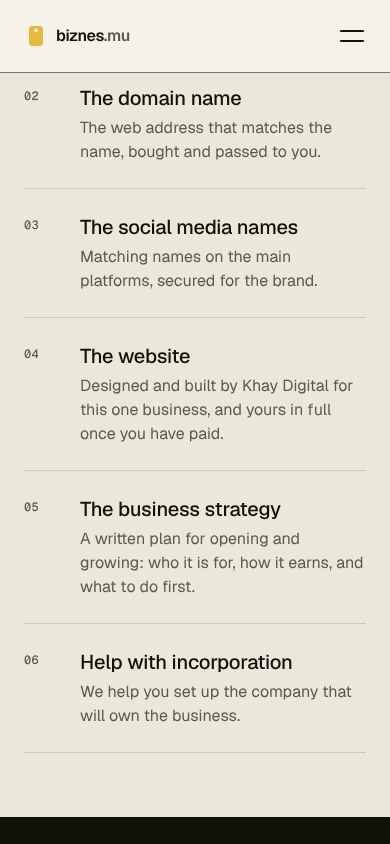 biznes.mu
02
The domain name
The web address that matches the
name, bought and passed to you.
03
The social media names
Matching names on the main
platforms, secured for the brand.
04
The website
Designed and built by Khay Digital for
this one business, and yours in full
once you have paid.
05
The business strategy
A written plan for opening and
growing: who it is for, how it earns, and
what to do first.
06
Help with incorporation
We help you set up the company that
will own the business.